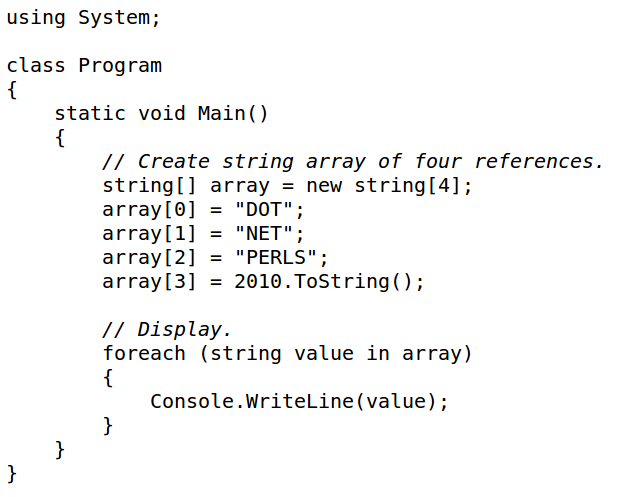 using System;

class Program
{
    static void Main()
    {
        // Create string array of four references.
        string[] array = new string[4];
        array[0] = "DOT";
        array[1] = "NET";
        array[2] = "PERLS";
        array[3] = 2010.ToString();

        // Display.
        foreach (string value in array)
        {
            Console.WriteLine(value);
        }
    }
}